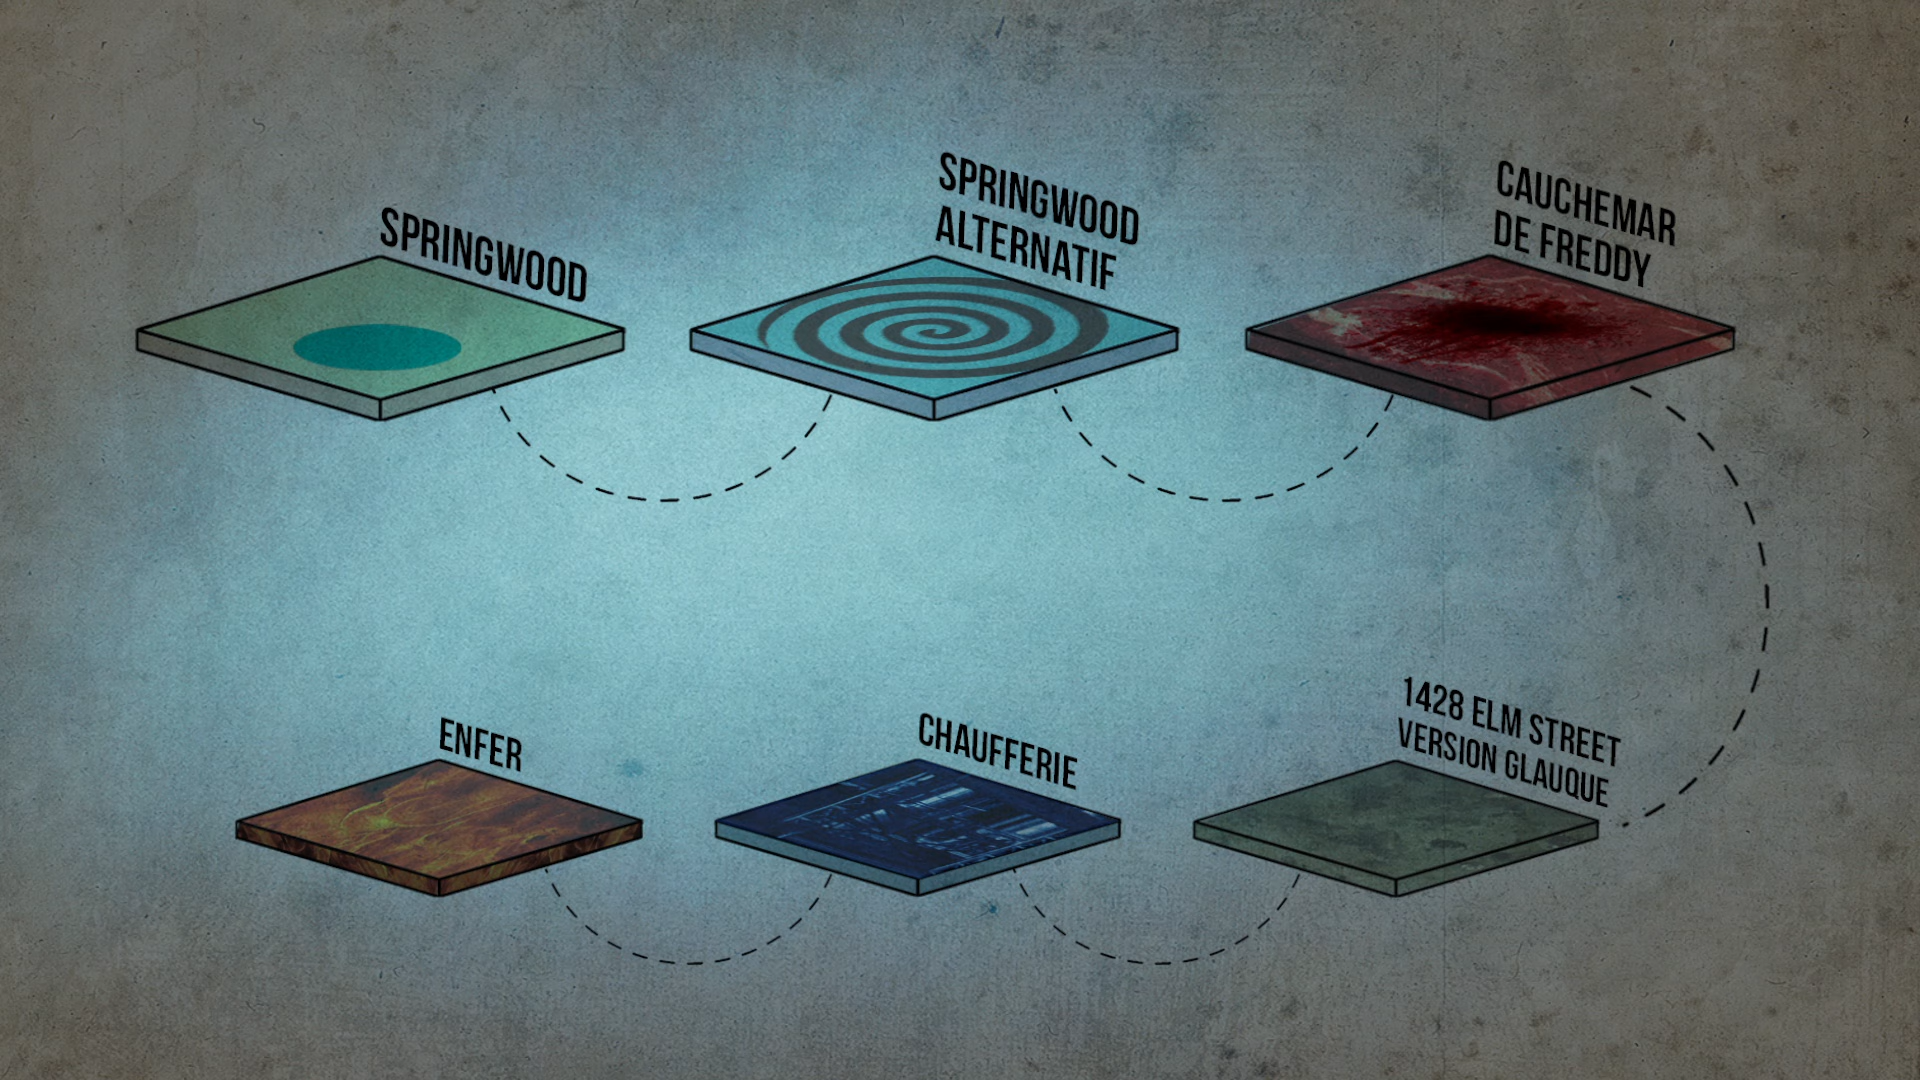 SPRINGWOOD
SPRINGWOOD
ALTERNATIF
CAUCHEMAR
DE FREDDY
ENFER
CHAUFFERIE
1428 ELM STREET
VERSION GLAUQUE